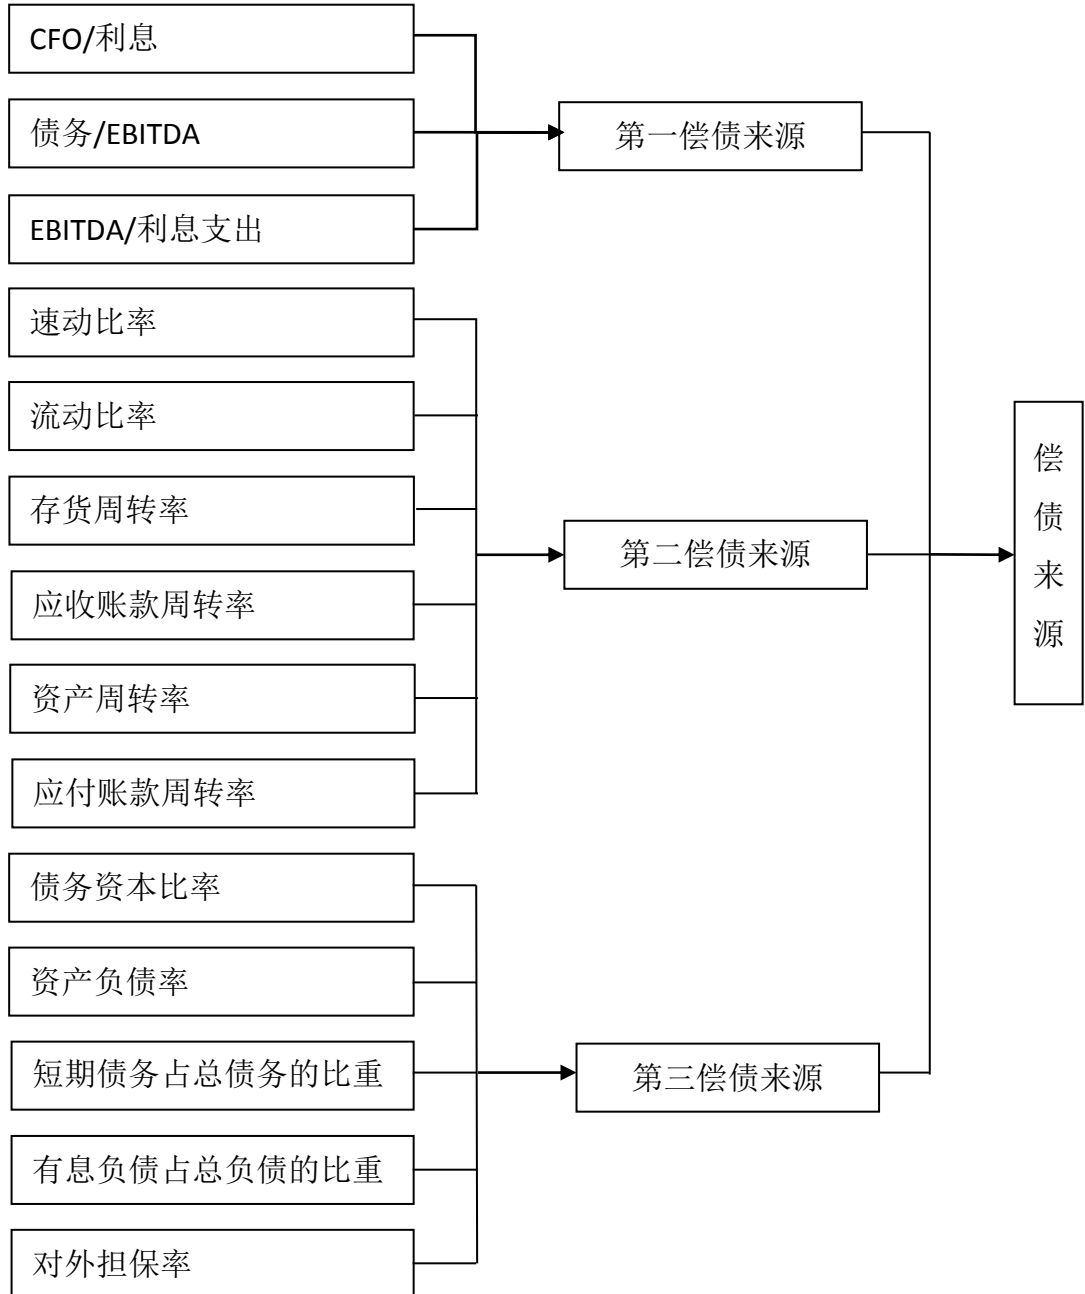 CFO/利息
债务/EBITDA
EBITDA/利息支出
速动比率
流动比率
存货周转率
应收账款周转率
资产周转率
应付账款周转率
债务资本比率
资产负债率
短期债务占总债务的比重
有息负债占总负债的比重
对外担保率
第一偿债来源
第二偿债来源
第三偿债来源
偿
债
来
源